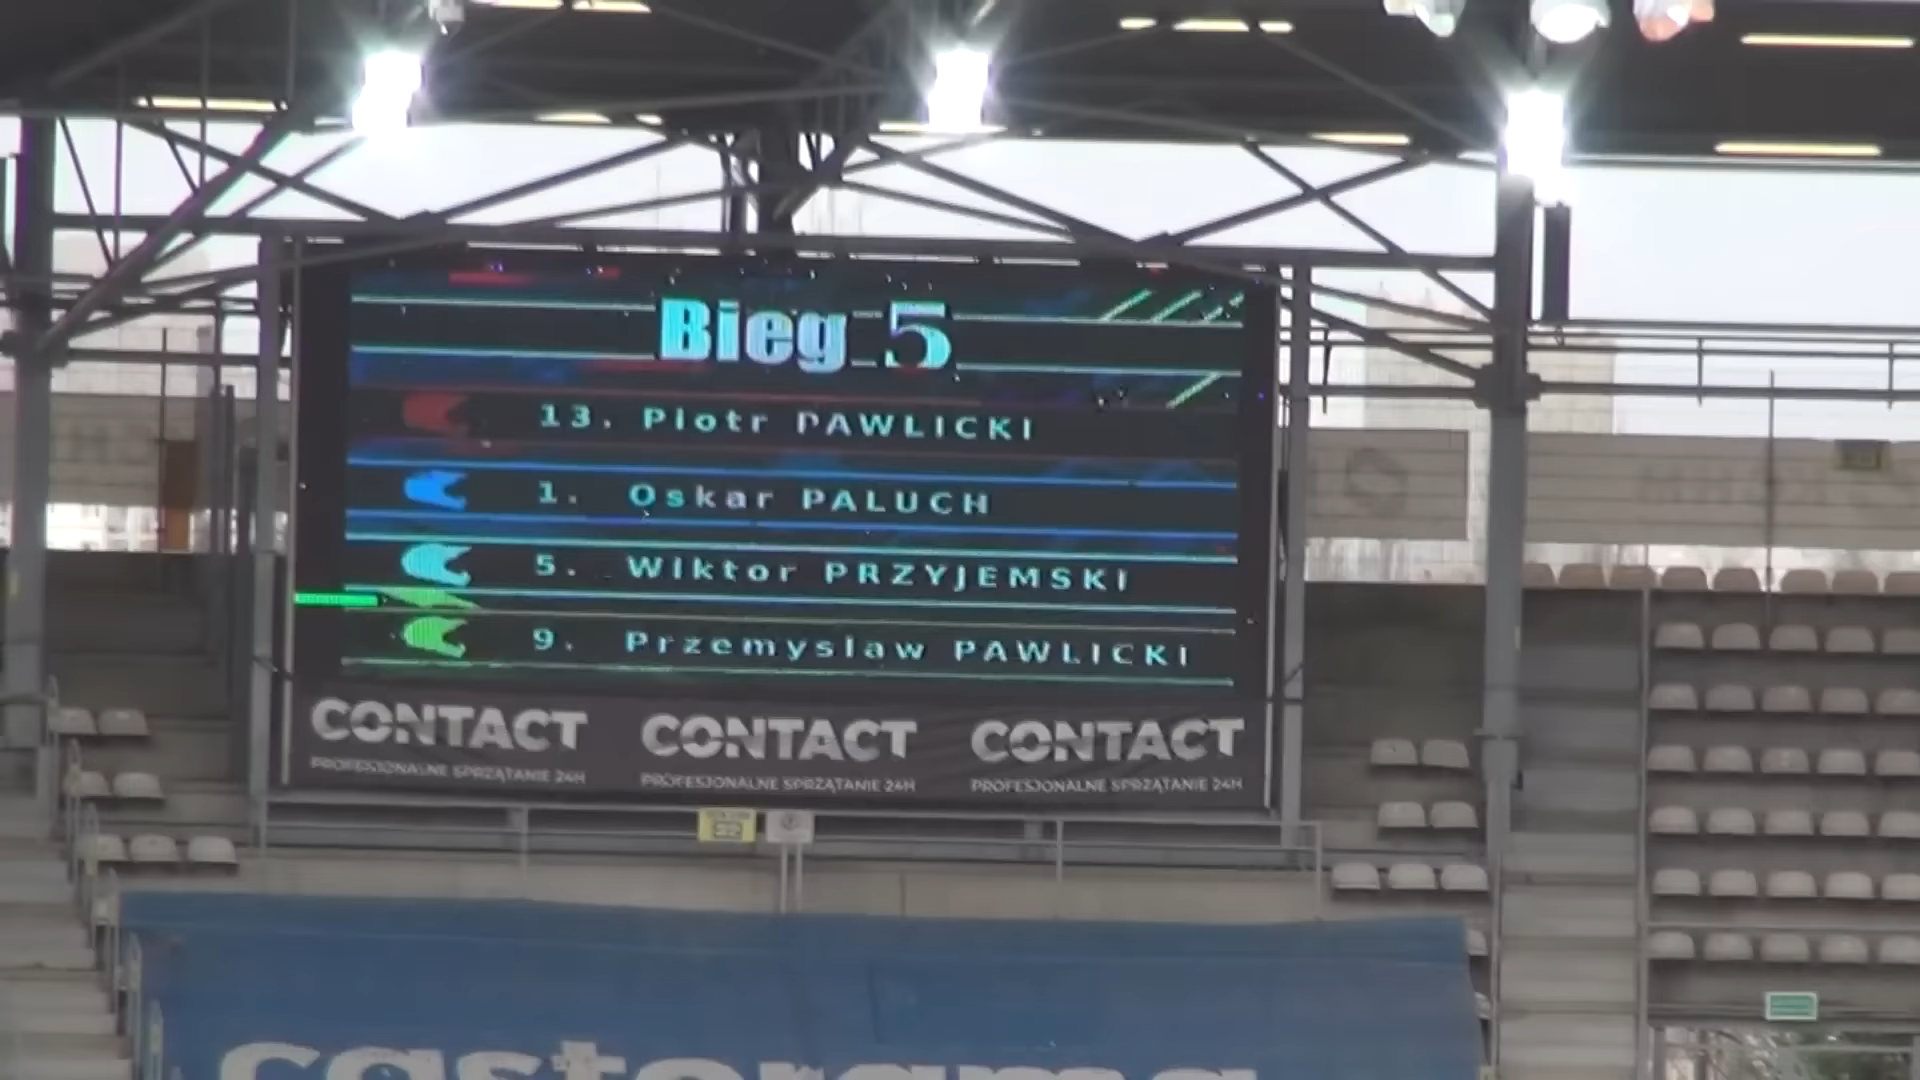 Bieg 5
13. Piotr PAWLICKI
1. Oskar PALUCH
5. Wiktor PRZYJEMSKI
9. Przemyslaw PAWLICKI
CONTACT CONTACT CONTACT
PROFESJONALNE SPRZĄTANIE 24H PROFESJONALNE SPRZĄTANIE 24H PROFESJONALNE SPRZĄTANIE 24H
castorama